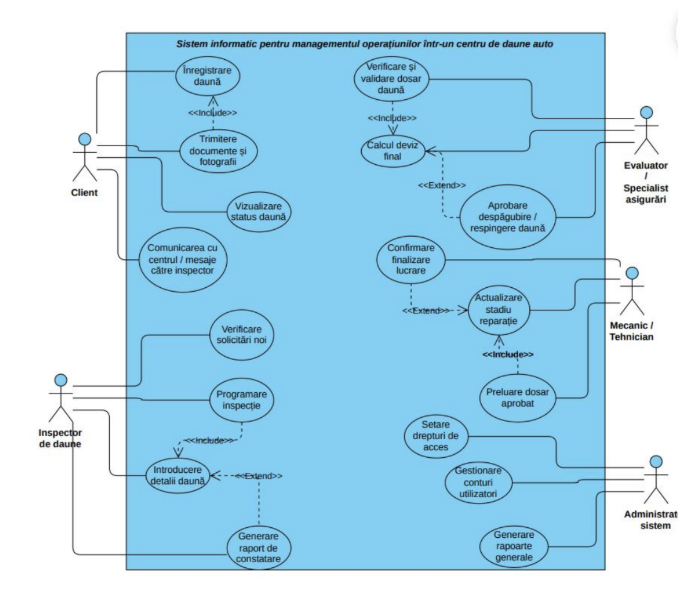 Sistem informatic pentru managementul operațiunilor într-un centru de daune auto
Înregistrare
daună
<<Include>>
Trimitere
documente și
fotografii
Client
Vizualizare
status daună
Comunicarea cu
centrul / mesaje
către inspector
Verificare și
validare dosar
daună
<<Include>>
Calcul deviz
final
<<Extend>>
Aprobare
despăgubire /
respingere daună
Evaluator
/
Specialist
asigurări
Confirmare
finalizare
lucrare
<<Extend>>
Actualizare
stadiu
reparație
<<Include>>
Preluare dosar
aprobat
Mecanic /
Tehnician
Verificare
solicitări noi
Programare
inspecție
<<Include>>
Introducere
detalii daună
<<Extend>>
Generare
raport de
constatare
Inspector
de daune
Setare
drepturi de
acces
Gestionare
conturi
utilizatori
Generare
rapoarte
generale
Administrat
sistem